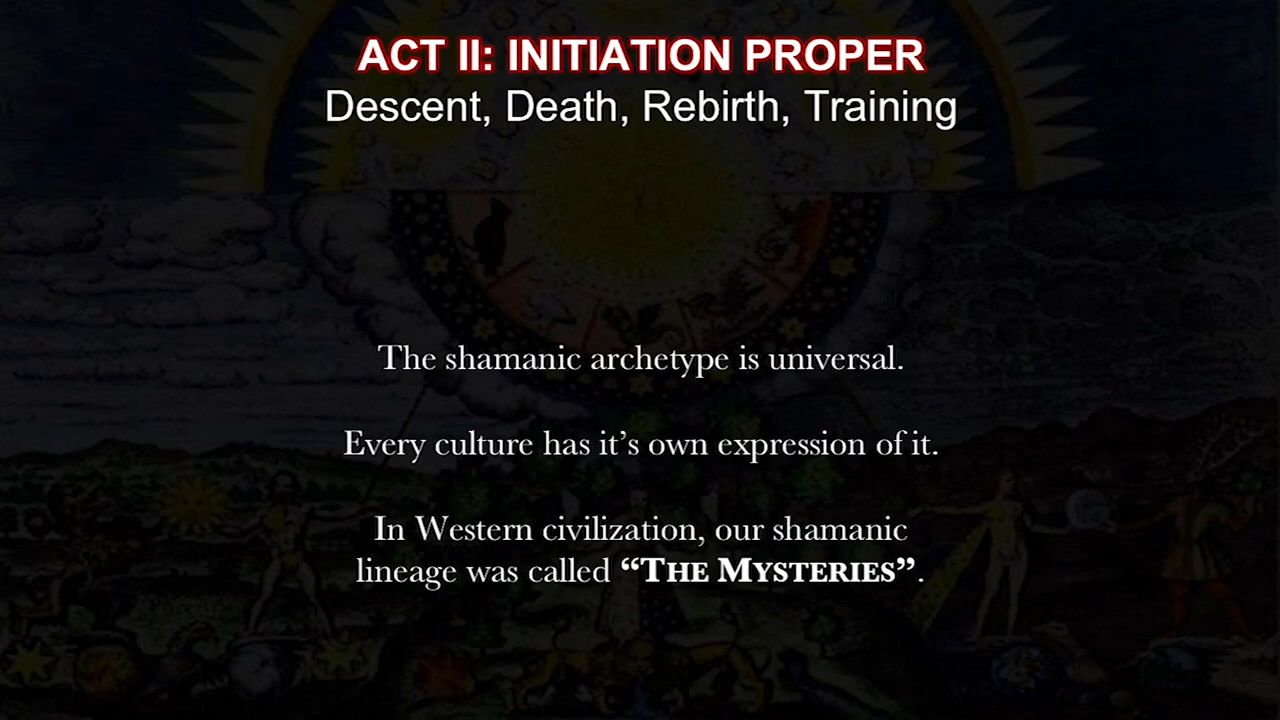 ACT II: INITIATION PROPER
Descent, Death, Rebirth, Training
The shamanic archetype is universal.
Every culture has it’s own expression of it.
In Western civilization, our shamanic
lineage was called “THE MYSTERIES”.